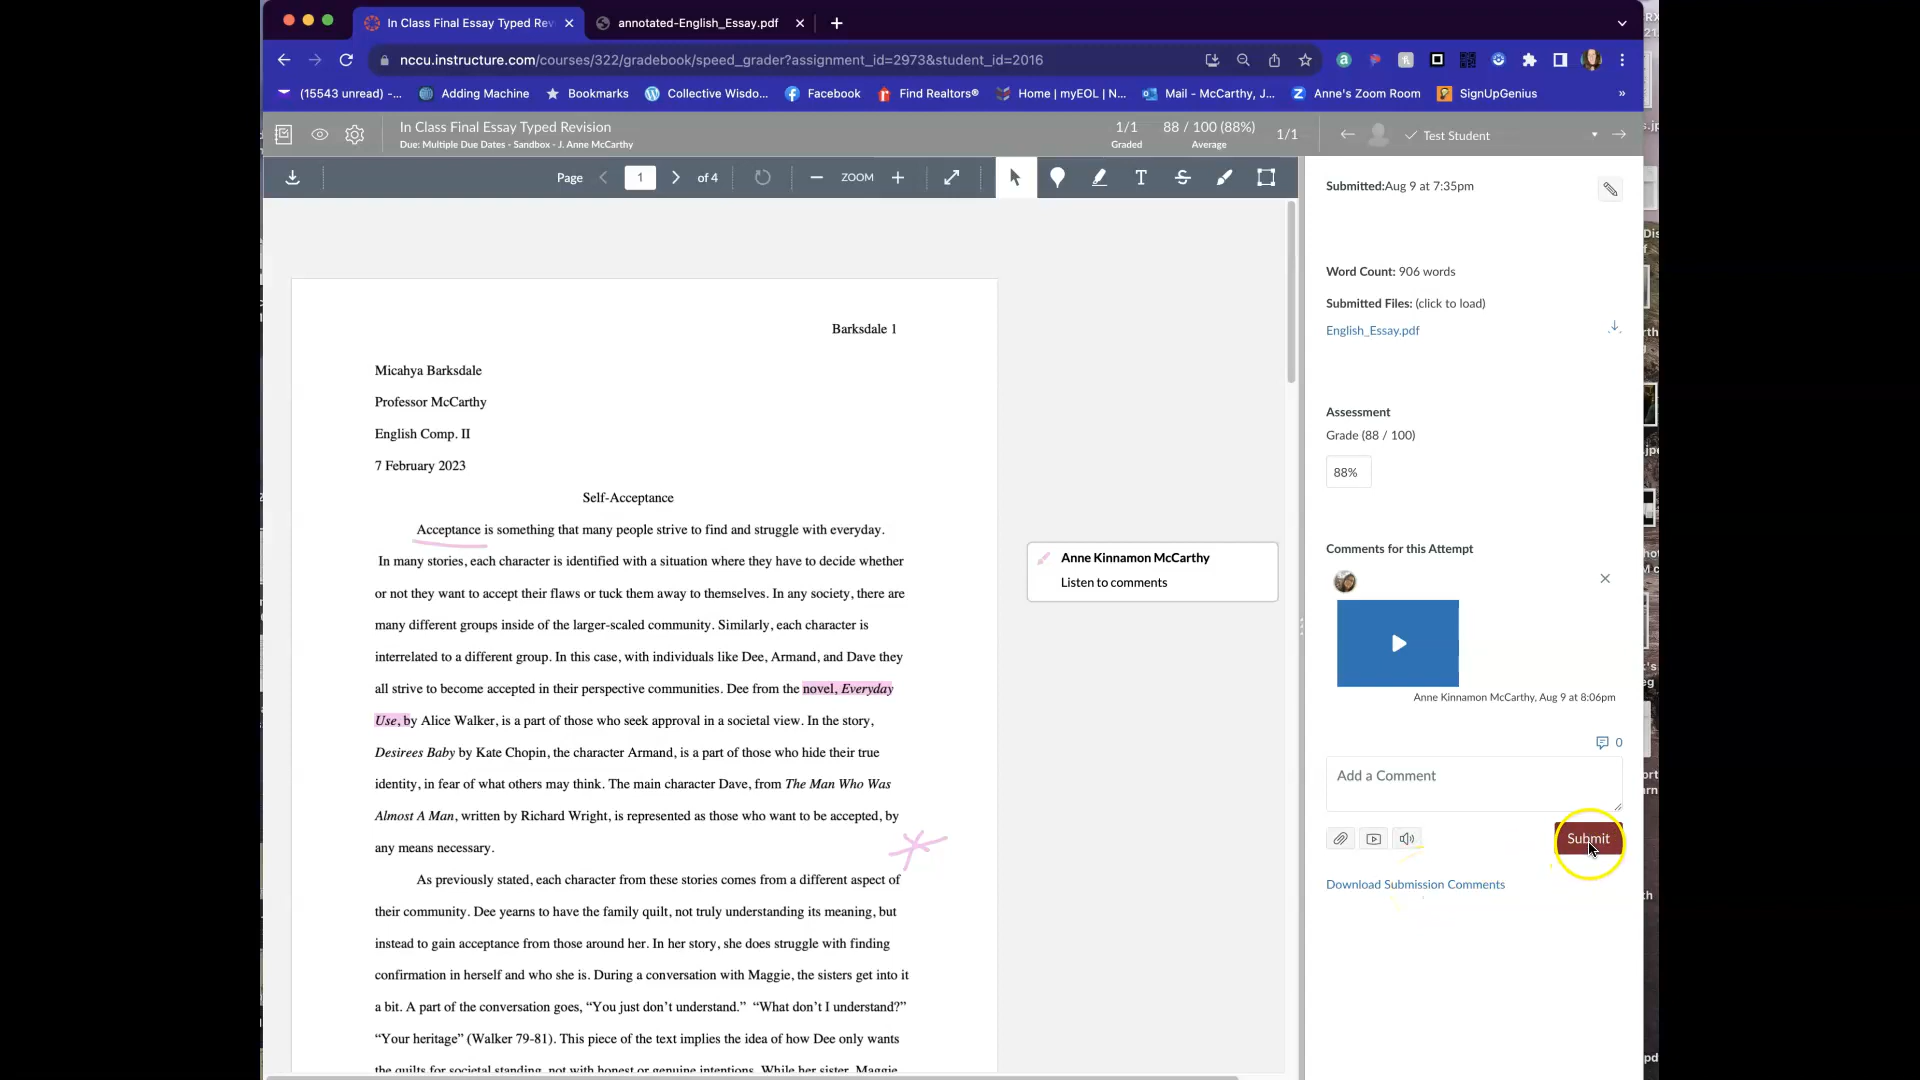 In Class Final Essay Typed Rev
annotated-English_Essay.pdf
nccu.instructure.com/courses/322/gradebook/speed_grader?assignment_id=2973&student_id=2016
(15543 unread) -... Adding Machine Bookmarks Collective Wisdo... Facebook Find Realtors® Home | myEOL | N... Mail - McCarthy, J... Anne's Zoom Room SignUpGenius »
In Class Final Essay Typed Revision
Due: Multiple Due Dates - Sandbox - J. Anne McCarthy
1/1
Graded
88 / 100 (88%)
Average
1/1
Test Student
Page 1 of 4 ZOOM
Barksdale 1
Micahya Barksdale
Professor McCarthy
English Comp. II
7 February 2023
Self-Acceptance
Acceptance is something that many people strive to find and struggle with everyday.
In many stories, each character is identified with a situation where they have to decide whether
or not they want to accept their flaws or tuck them away to themselves. In any society, there are
many different groups inside of the larger-scaled community. Similarly, each character is
interrelated to a different group. In this case, with individuals like Dee, Armand, and Dave they
all strive to become accepted in their perspective communities. Dee from the novel, Everyday
Use, by Alice Walker, is a part of those who seek approval in a societal view. In the story,
Desirees Baby by Kate Chopin, the character Armand, is a part of those who hide their true
identity, in fear of what others may think. The main character Dave, from The Man Who Was
Almost A Man, written by Richard Wright, is represented as those who want to be accepted, by
any means necessary.
As previously stated, each character from these stories comes from a different aspect of
their community. Dee yearns to have the family quilt, not truly understanding its meaning, but
instead to gain acceptance from those around her. In her story, she does struggle with finding
confirmation in herself and who she is. During a conversation with Maggie, the sisters get into it
a bit. A part of the conversation goes, “You just don’t understand.” “What don’t I understand?”
“Your heritage” (Walker 79-81). This piece of the text implies the idea of how Dee only wants
the quilts for societal standing, not with honest or genuine intentions. While her sister, Maggie
Anne Kinnamon McCarthy
Listen to comments
Submitted:Aug 9 at 7:35pm
Word Count: 906 words
Submitted Files: (click to load)
English_Essay.pdf
Assessment
Grade (88 / 100)
88%
Comments for this Attempt
Anne Kinnamon McCarthy, Aug 9 at 8:06pm
0
Add a Comment
Submit
Download Submission Comments